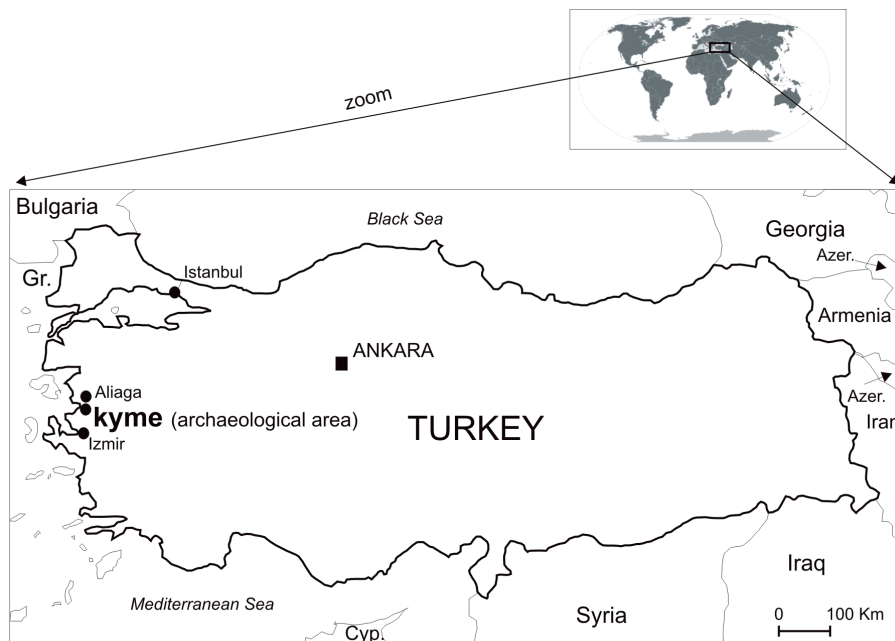 zoom
Bulgaria
Black Sea
Georgia
Azer.
Gr.
Istanbul
Armenia
ANKARA
Aliaga
Azer.
kyme (archaeological area)
TURKEY
Iran
Izmir
Iraq
Mediterranean Sea
Syria
0 100 Km
Cyp.